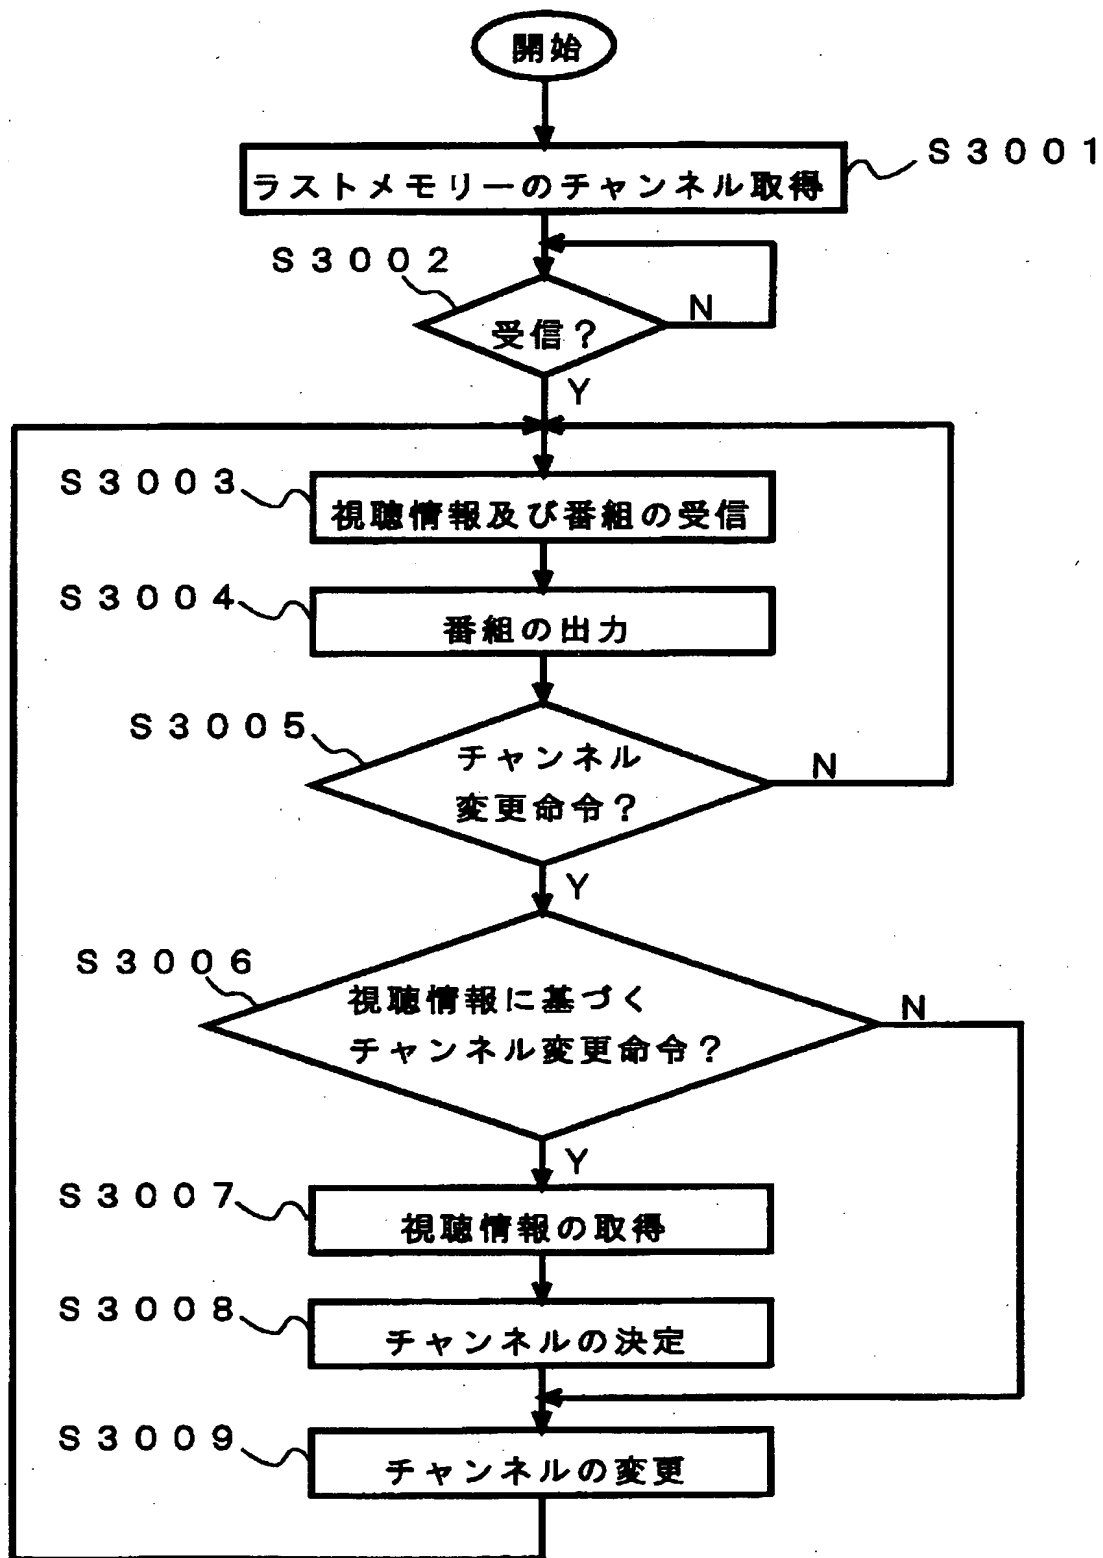 開始
S3001
ラストメモリーのチャンネル取得
S3002
受信?
N
Y
S3003
視聴情報及び番組の受信
S3004
番組の出力
S3005
チャンネル
変更命令?
N
Y
S3006
視聴情報に基づく
チャンネル変更命令?
N
Y
S3007
視聴情報の取得
S3008
チャンネルの決定
S3009
チャンネルの変更